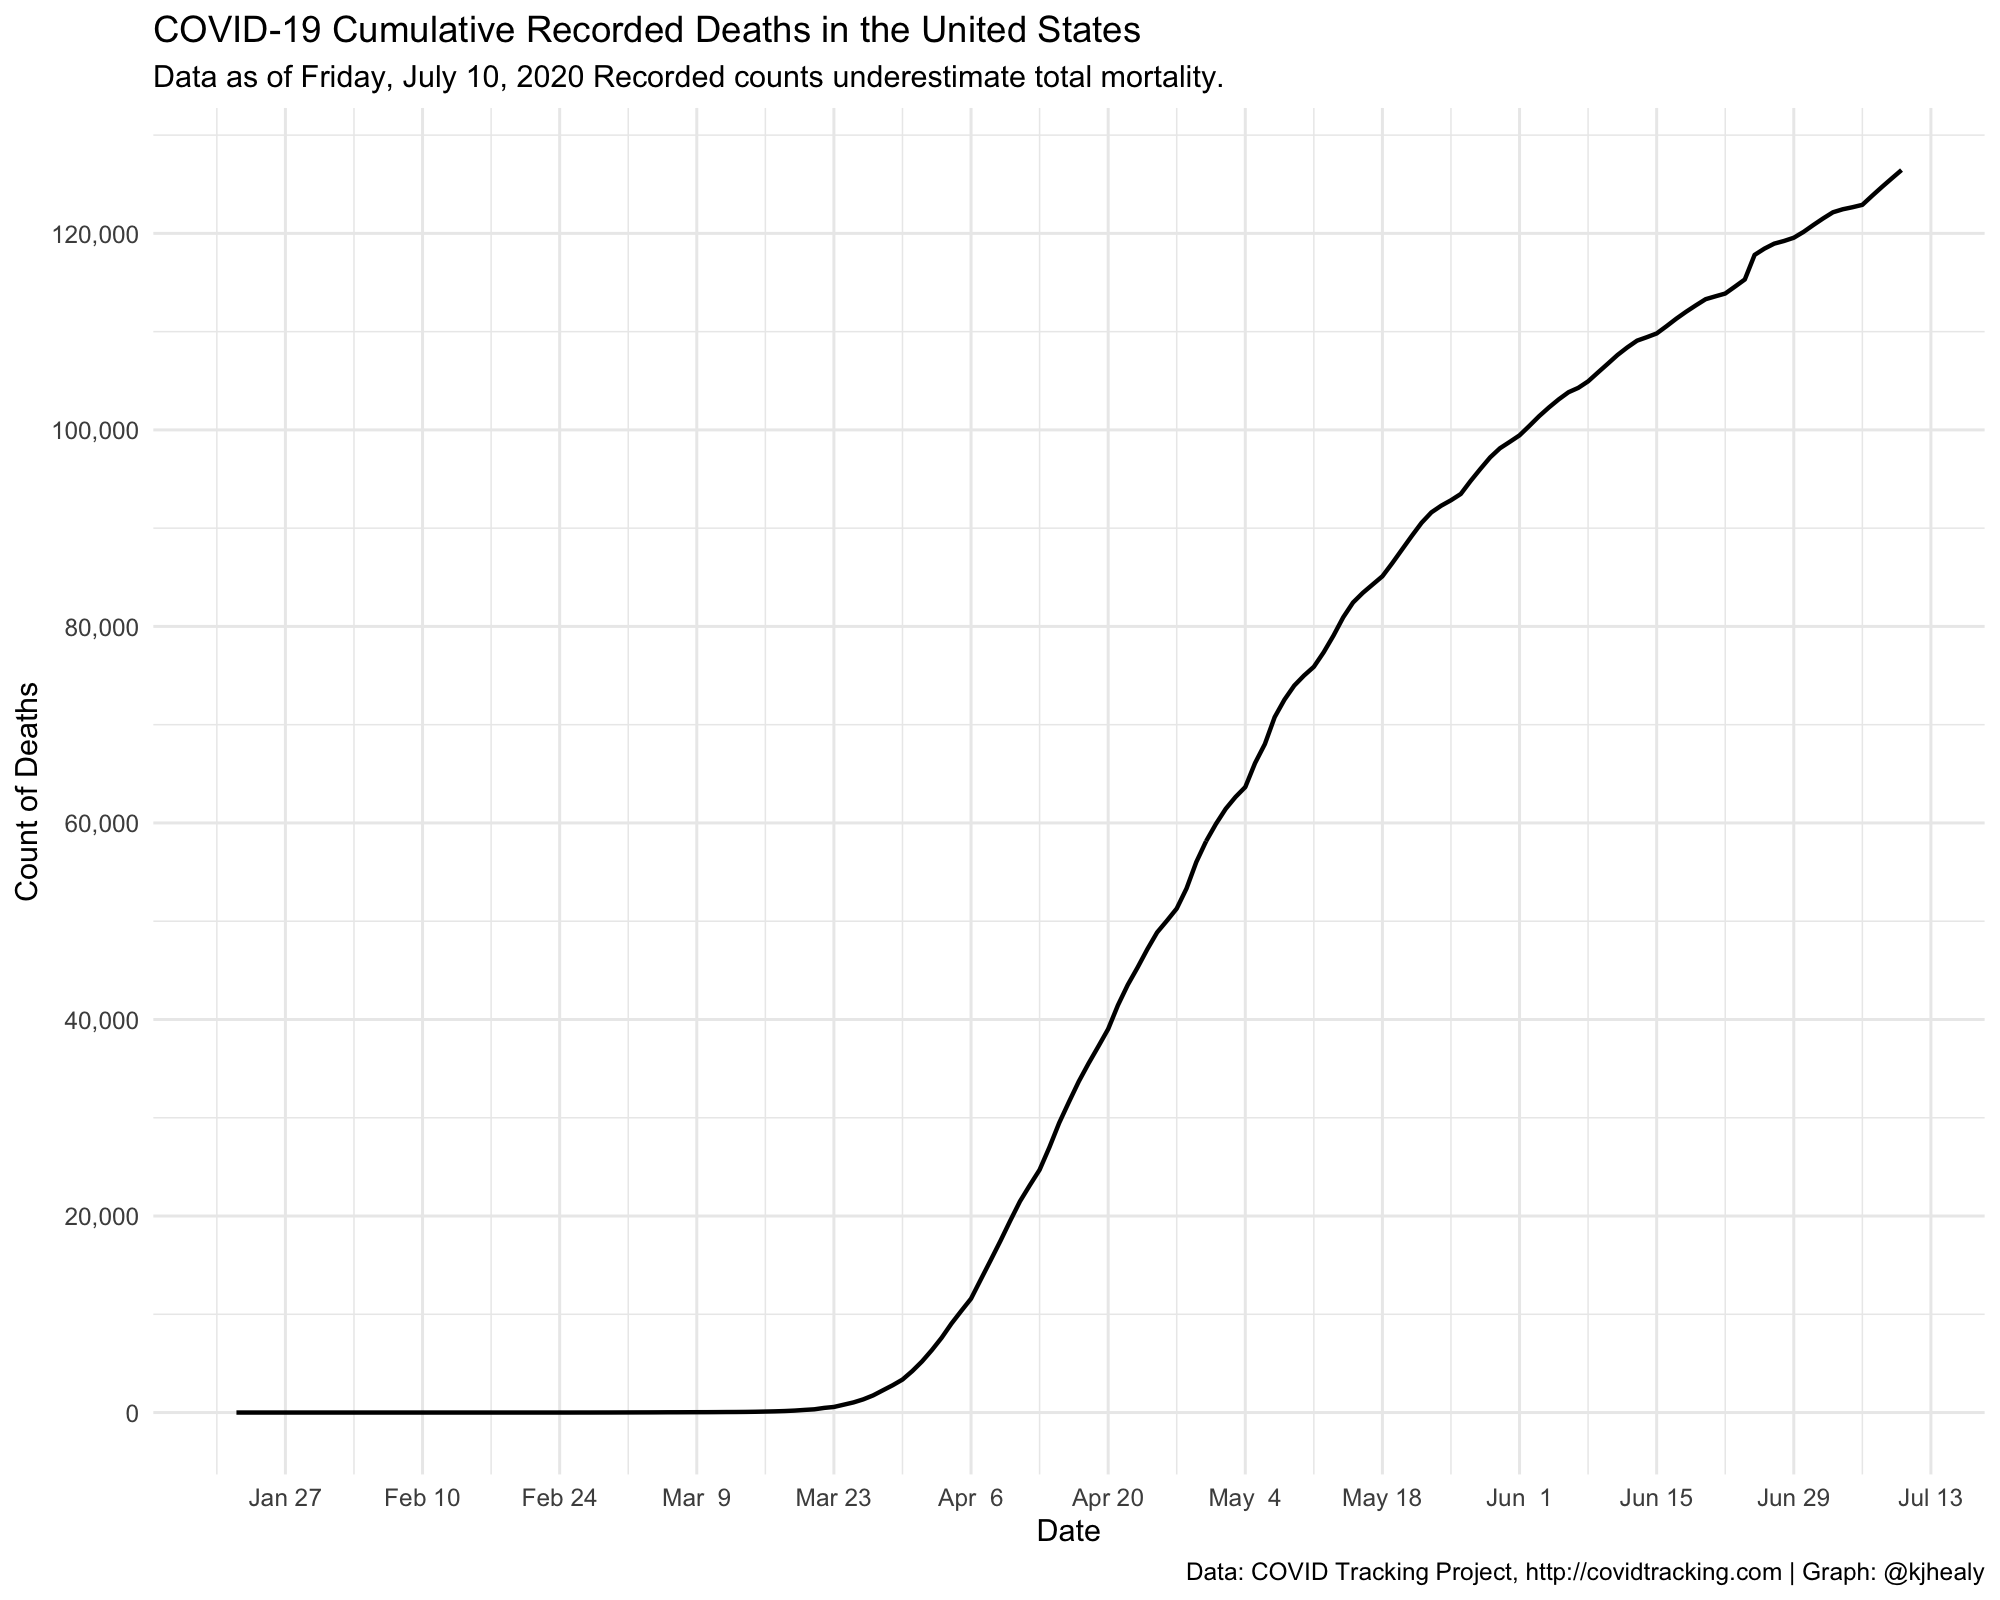 COVID-19 Cumulative Recorded Deaths in the United States
Data as of Friday, July 10, 2020 Recorded counts underestimate total mortality.
Count of Deaths
120,000
100,000
80,000
60,000
40,000
20,000
0
Jan 27 Feb 10 Feb 24 Mar  9 Mar 23 Apr  6 Apr 20 May  4 May 18 Jun  1 Jun 15 Jun 29 Jul 13
Date
Data: COVID Tracking Project, http://covidtracking.com | Graph: @kjhealy